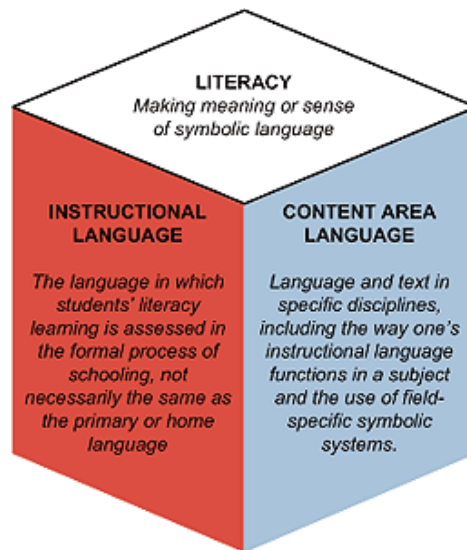 LITERACY
Making meaning or sense
of symbolic language
INSTRUCTIONAL
LANGUAGE
The language in which
students' literacy
learning is assessed in
the formal process of
schooling, not
necessarily the same as
the primary or home
language
CONTENT AREA
LANGUAGE
Language and text in
specific disciplines,
including the way one's
instructional language
functions in a subject
and the use of field-
specific symbolic
systems.